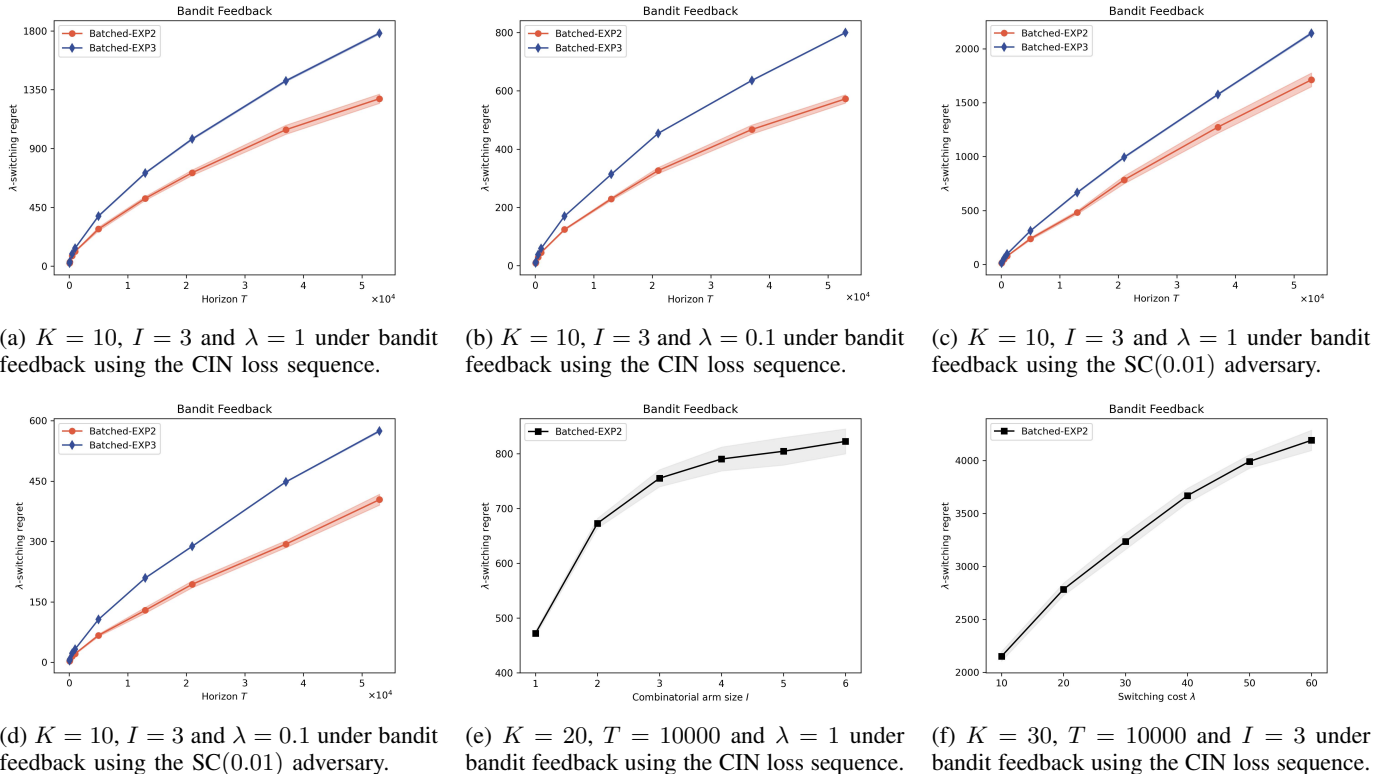 Bandit Feedback
Batched-EXP2
Batched-EXP3
λ-switching regret
1800
1350
900
450
0
0 1 2 3 4 5
×10⁴
Horizon T
(a) K = 10, I = 3 and λ = 1 under bandit
feedback using the CIN loss sequence.
Bandit Feedback
Batched-EXP2
Batched-EXP3
λ-switching regret
800
600
400
200
0
0 1 2 3 4 5
×10⁴
Horizon T
(b) K = 10, I = 3 and λ = 0.1 under bandit
feedback using the CIN loss sequence.
Bandit Feedback
Batched-EXP2
Batched-EXP3
λ-switching regret
2000
1500
1000
500
0
0 1 2 3 4 5
×10⁴
Horizon T
(c) K = 10, I = 3 and λ = 1 under bandit
feedback using the SC(0.01) adversary.
Bandit Feedback
Batched-EXP2
Batched-EXP3
λ-switching regret
600
450
300
150
0
0 1 2 3 4 5
×10⁴
Horizon T
(d) K = 10, I = 3 and λ = 0.1 under bandit
feedback using the SC(0.01) adversary.
Bandit Feedback
Batched-EXP2
λ-switching regret
800
700
600
500
400
1 2 3 4 5 6
Combinatorial arm size I
(e) K = 20, T = 10000 and λ = 1 under
bandit feedback using the CIN loss sequence.
Bandit Feedback
Batched-EXP2
λ-switching regret
4000
3500
3000
2500
2000
10 20 30 40 50 60
Switching cost λ
(f) K = 30, T = 10000 and I = 3 under
bandit feedback using the CIN loss sequence.